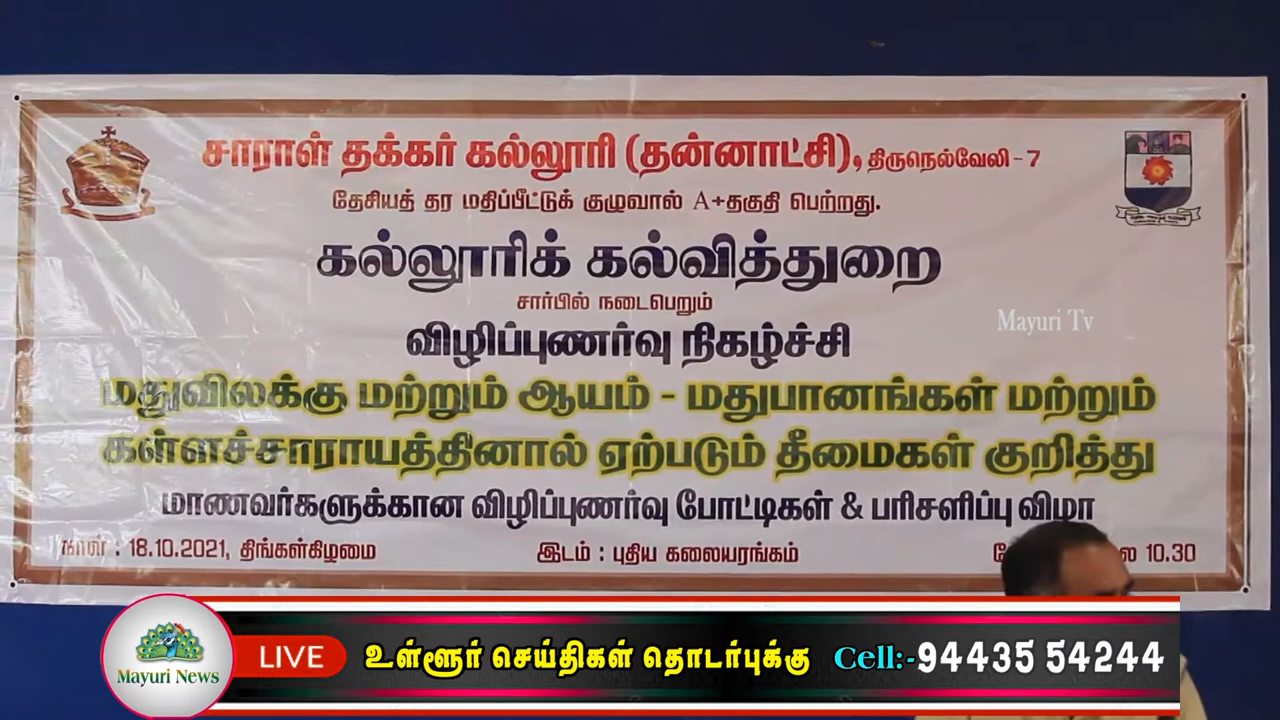 சாராள் தக்கர் கல்லூரி (தன்னாட்சி), திருநெல்வேலி - 7
தேசியத் தர மதிப்பீட்டுக் குழுவால் A+தகுதி பெற்றது.
கல்லூரிக் கல்வித்துறை
சார்பில் நடைபெறும்
விழிப்புணர்வு நிகழ்ச்சி
Mayuri Tv
மதுவிலக்கு மற்றும் ஆயம் - மதுபானங்கள் மற்றும்
கள்ளச்சாராயத்தினால் ஏற்படும் தீமைகள் குறித்து
மாணவர்களுக்கான விழிப்புணர்வு போட்டிகள் & பரிசளிப்பு விழா
நாள் : 18.10.2021, திங்கள்கிழமை இடம் : புதிய கலையரங்கம் 10.30
Mayuri News
LIVE உள்ளூர் செய்திகள் தொடர்புக்கு Cell:-94435 54244